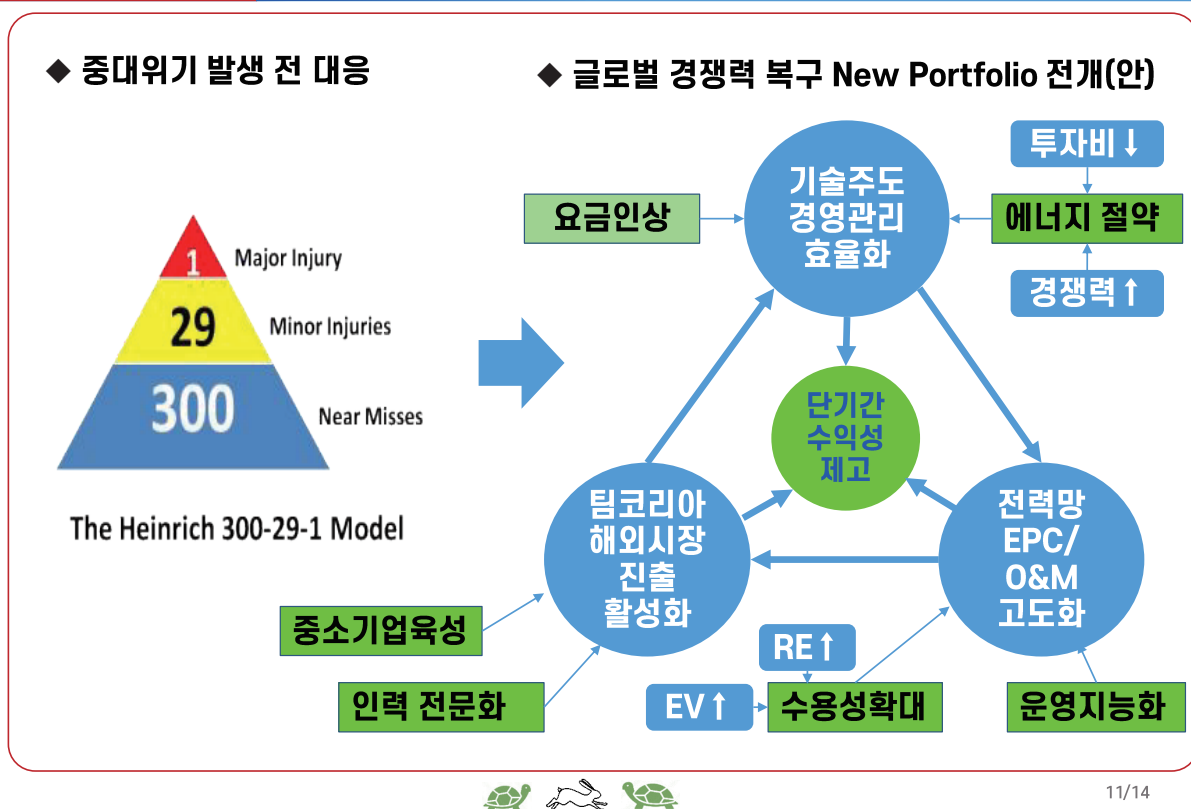 ◆ 중대위기 발생 전 대응
1
Major Injury
29
Minor Injuries
300
Near Misses
The Heinrich 300-29-1 Model
◆ 글로벌 경쟁력 복구 New Portfolio 전개(안)
투자비↓
기술주도
경영관리
효율화
요금인상
에너지 절약
경쟁력↑
단기간
수익성
제고
팀코리아
해외시장
진출
활성화
전력망
EPC/
O&M
고도화
중소기업육성
RE↑
인력 전문화
EV↑
수용성확대
운영지능화
11/14